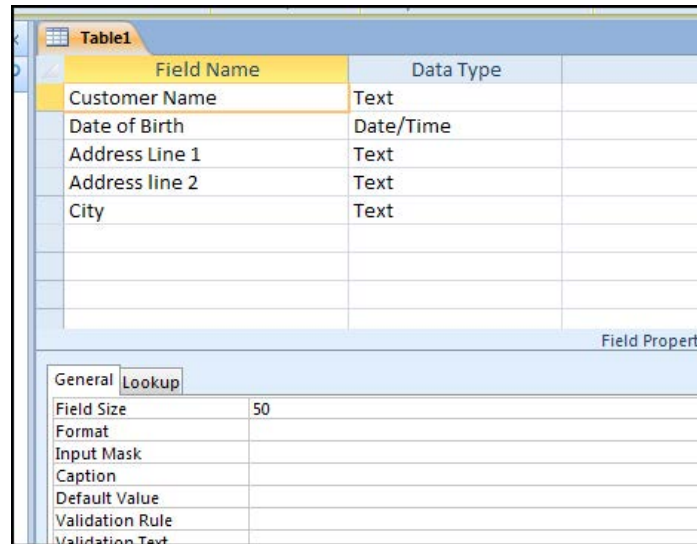 Table1
Field Name Data Type
Customer Name Text
Date of Birth Date/Time
Address Line 1 Text
Address line 2 Text
City Text
Field Propert
General Lookup
Field Size 50
Format
Input Mask
Caption
Default Value
Validation Rule
Validation Text